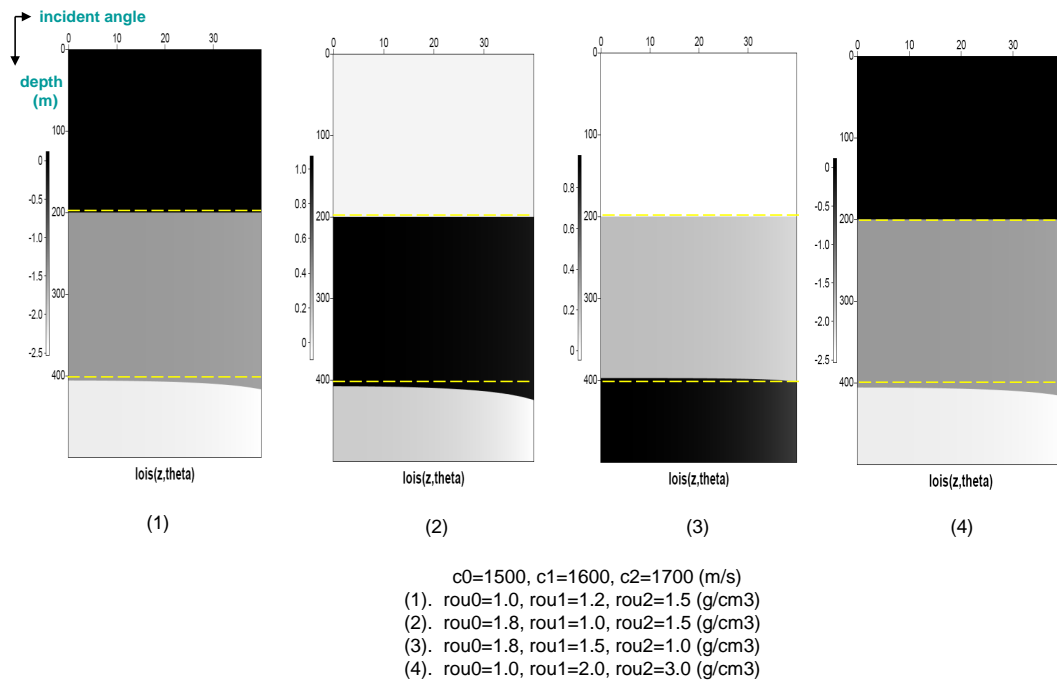 incident angle
depth
(m)
0 10 20 30
0
100
200
300
400
0
-0.5
-1.0
-1.5
-2.0
-2.5
lois(z,theta)
(1)
0 10 20 30
0
100
200
300
400
1.0
0.8
0.6
0.4
0.2
0
lois(z,theta)
(2)
0 10 20 30
0
100
200
300
400
0.8
0.6
0.4
0.2
0
lois(z,theta)
(3)
0 10 20 30
0
100
200
300
400
0
-0.5
-1.0
-1.5
-2.0
-2.5
lois(z,theta)
(4)
c0=1500, c1=1600, c2=1700 (m/s)
(1). rou0=1.0, rou1=1.2, rou2=1.5 (g/cm3)
(2). rou0=1.8, rou1=1.0, rou2=1.5 (g/cm3)
(3). rou0=1.8, rou1=1.5, rou2=1.0 (g/cm3)
(4). rou0=1.0, rou1=2.0, rou2=3.0 (g/cm3)